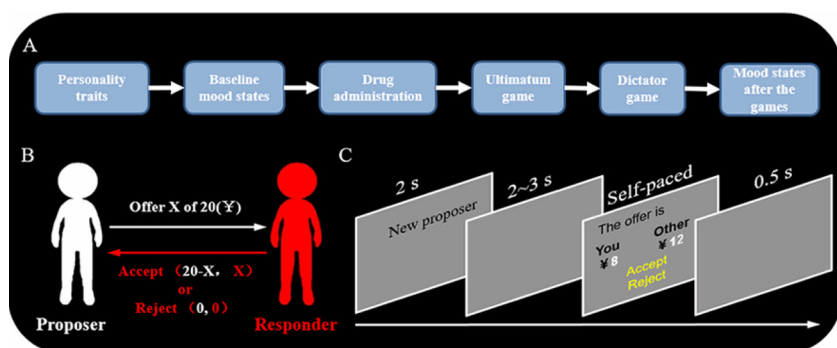 A
Personality
traits
Baseline
mood states
Drug
administration
Ultimatum
game
Dictator
game
Mood states
after the
games
B
Offer X of 20(¥)
Accept （20-X， X）
or
Reject （0, 0）
Proposer
Responder
C
2 s
2~3 s
Self-paced
0.5 s
New proposer
The offer is
You Other
¥ 8 ¥ 12
Accept
Reject